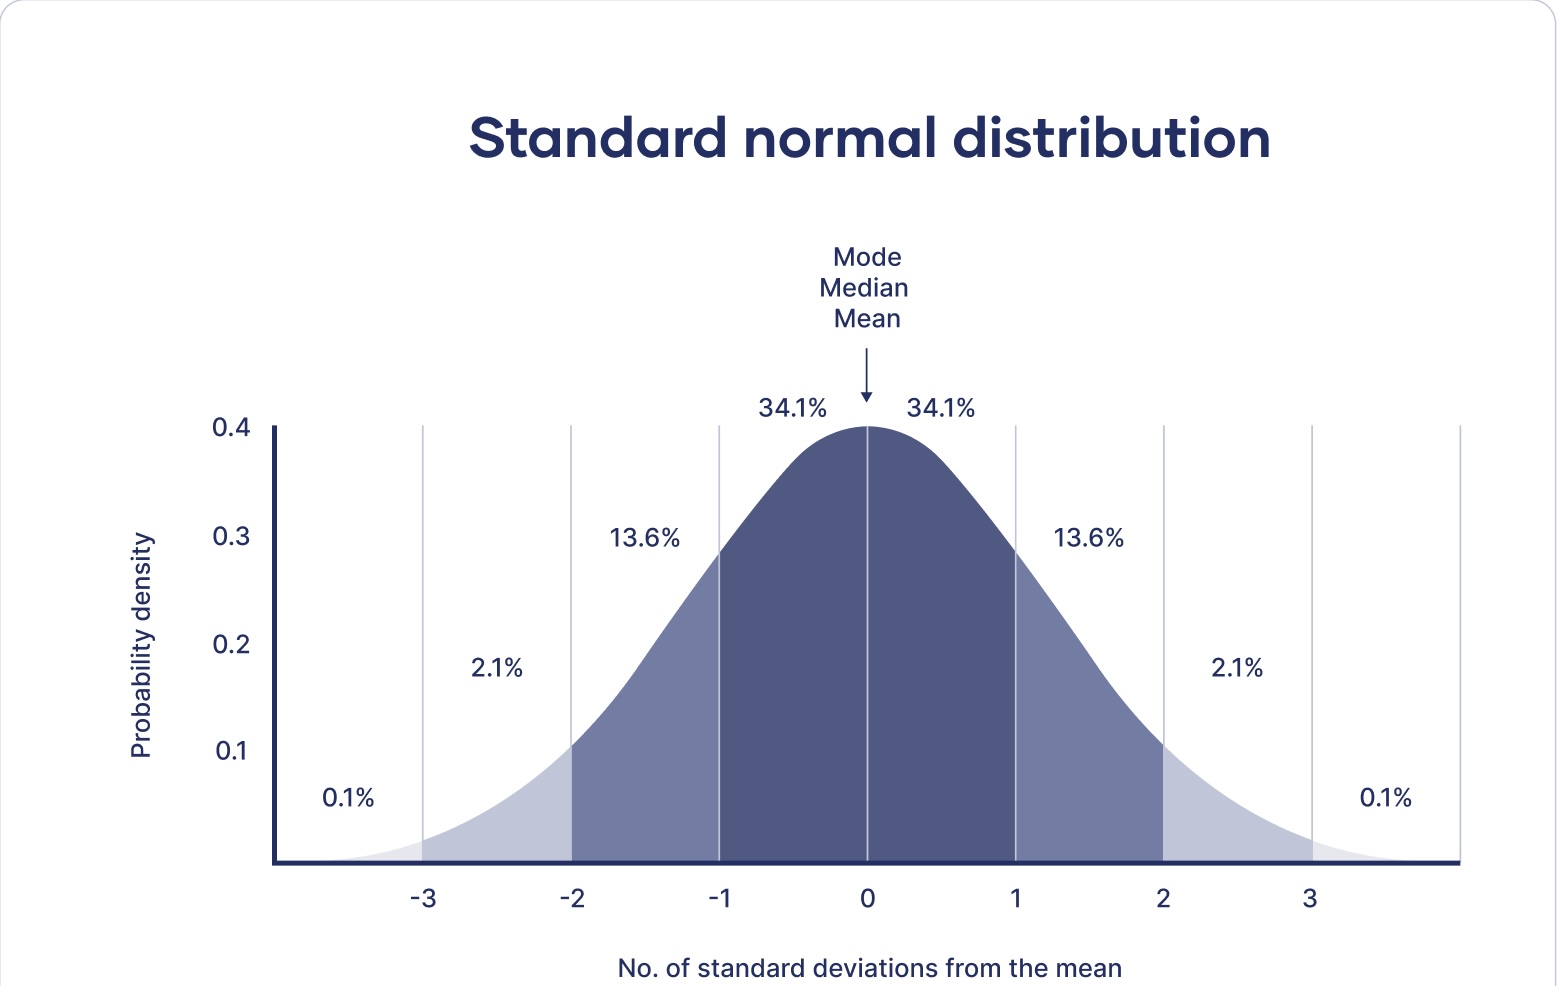 Standard normal distribution
Mode
Median
Mean
34.1% 34.1%
0.4
0.3
13.6% 13.6%
Probability density
0.2
2.1% 2.1%
0.1
0.1% 0.1%
-3 -2 -1 0 1 2 3
No. of standard deviations from the mean